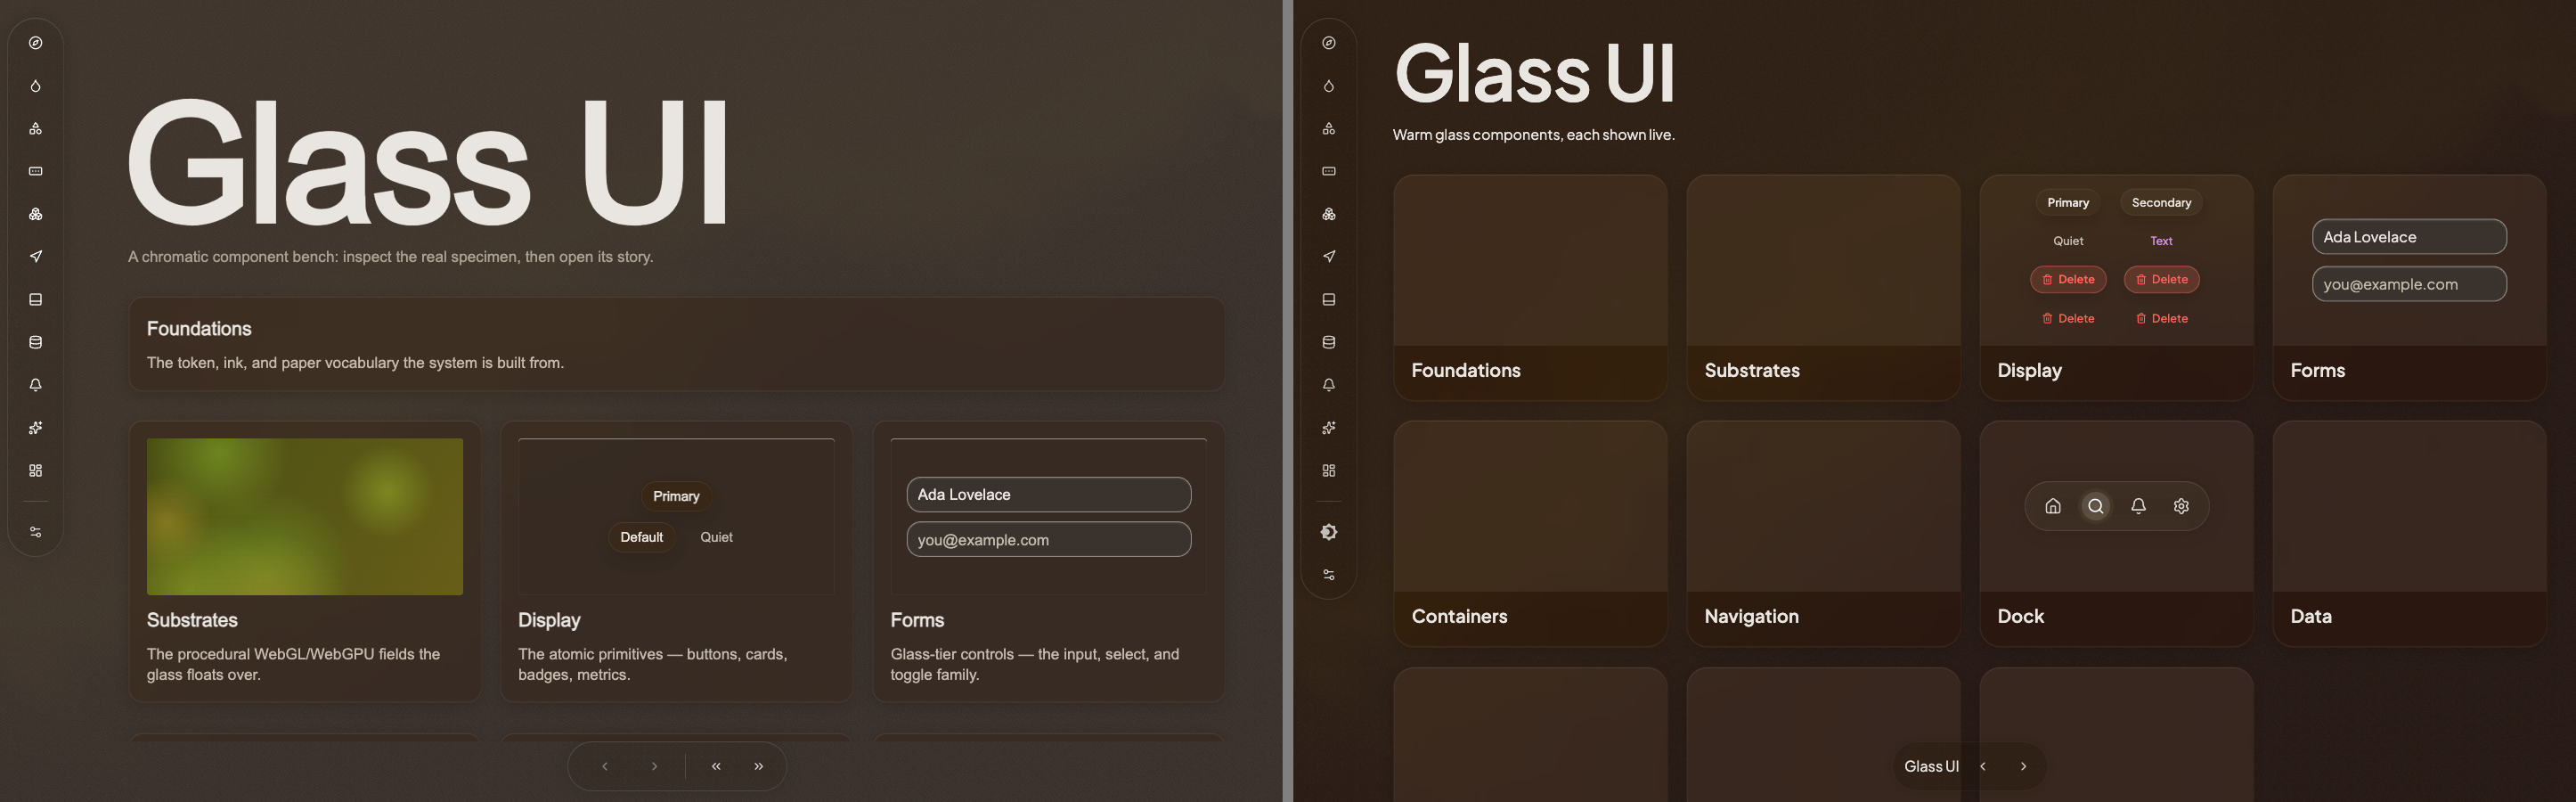 Glass UI
A chromatic component bench: inspect the real specimen, then open its story.
Foundations
The token, ink, and paper vocabulary the system is built from.
Substrates
The procedural WebGL/WebGPU fields the
glass floats over.
Primary
Default
Quiet
Display
The atomic primitives — buttons, cards,
badges, metrics.
Ada Lovelace
you@example.com
Forms
Glass-tier controls — the input, select, and
toggle family.
Glass UI
Warm glass components, each shown live.
Foundations
Substrates
Primary
Secondary
Quiet
Text
Delete
Delete
Delete
Delete
Display
Ada Lovelace
you@example.com
Forms
Containers
Navigation
Dock
Data
Glass UI